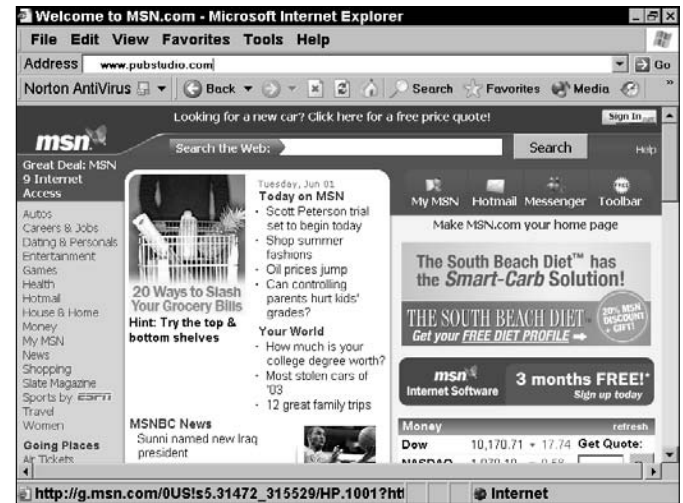 Welcome to MSN.com - Microsoft Internet Explorer
File Edit View Favorites Tools Help
Address www.pubstudio.com Go
Norton AntiVirus Back Search Favorites Media
Looking for a new car? Click here for a free price quote! Sign In
msn Search the Web: Search Help
Great Deal: MSN
9 Internet
Access
Autos
Careers & Jobs
Dating & Personals
Entertainment
Games
Health
Hotmail
House & Home
Money
My MSN
News
Shopping
Slate Magazine
Sports by ESPN
Travel
Women
Going Places
Air Tickets
20 Ways to Slash
Your Grocery Bills
Hint: Try the top &
bottom shelves
MSNBC News
Sunni named new Iraq
president
Tuesday, Jun 01
Today on MSN
- Scott Peterson trial
set to begin today
- Shop summer
fashions
- Oil prices jump
- Can controlling
parents hurt kids'
grades?
Your World
- How much is your
college degree worth?
- Most stolen cars of
'03
- 12 great family trips
FREE
My MSN Hotmail Messenger Toolbar
Make MSN.com your home page
The South Beach Diet™ has
the Smart-Carb Solution!
THE SOUTH BEACH DIET
Get your FREE DIET PROFILE
20% MSN
DISCOUNT
+ GIFT!
msn
Internet Software
3 months FREE!*
Sign up today
Money refresh
Dow 10,170.71 + 17.74 Get Quote:
NASDAQ
http://g.msn.com/0US!s5.31472_315529/HP.1001?htt Internet